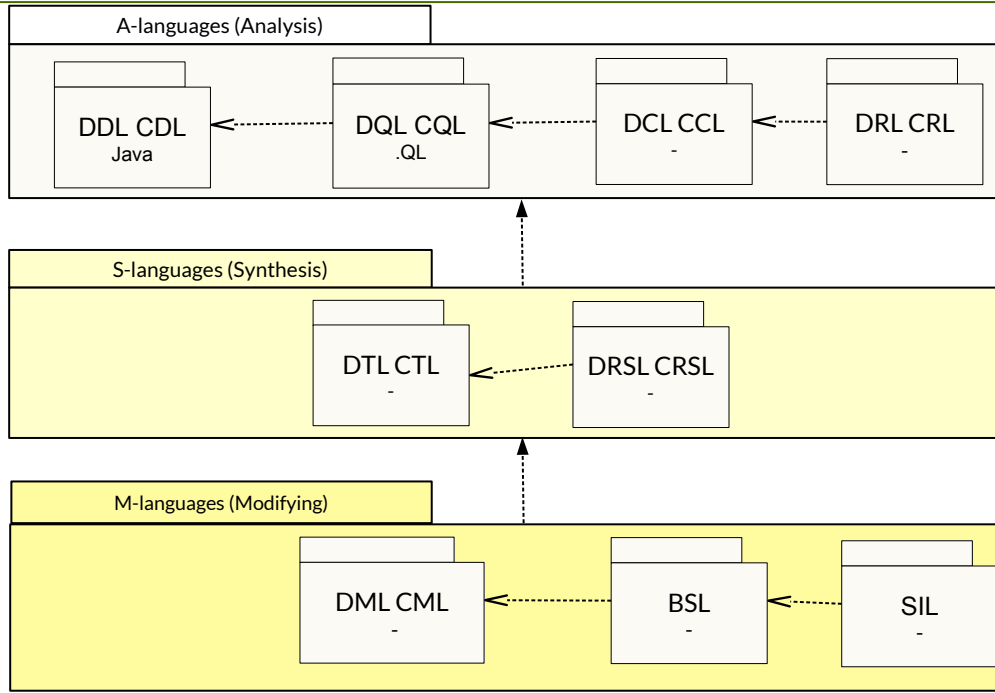 A-languages (Analysis)
DDL CDL
Java
DQL CQL
.QL
DCL CCL
-
DRL CRL
-
S-languages (Synthesis)
DTL CTL
-
DRSL CRSL
-
M-languages (Modifying)
DML CML
-
BSL
-
SIL
-